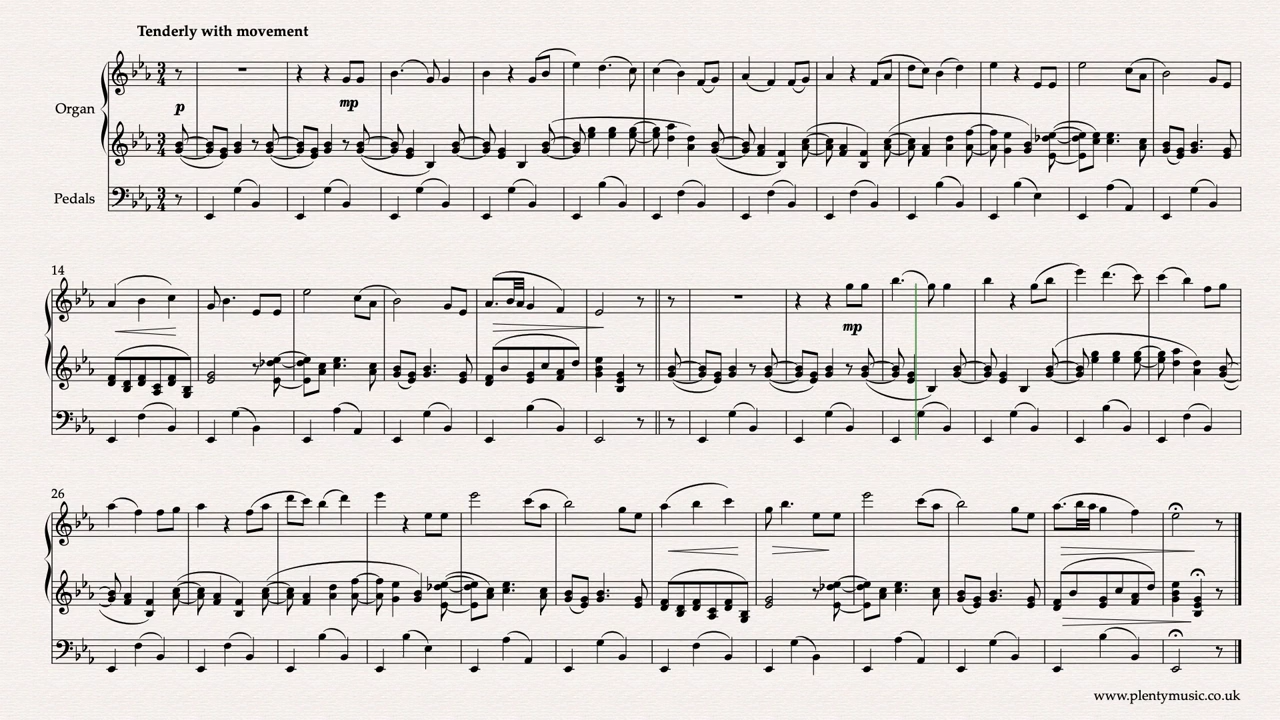 Tenderly with movement
Organ
p
mp
Pedals
14
mp
26
www.plentymusic.co.uk